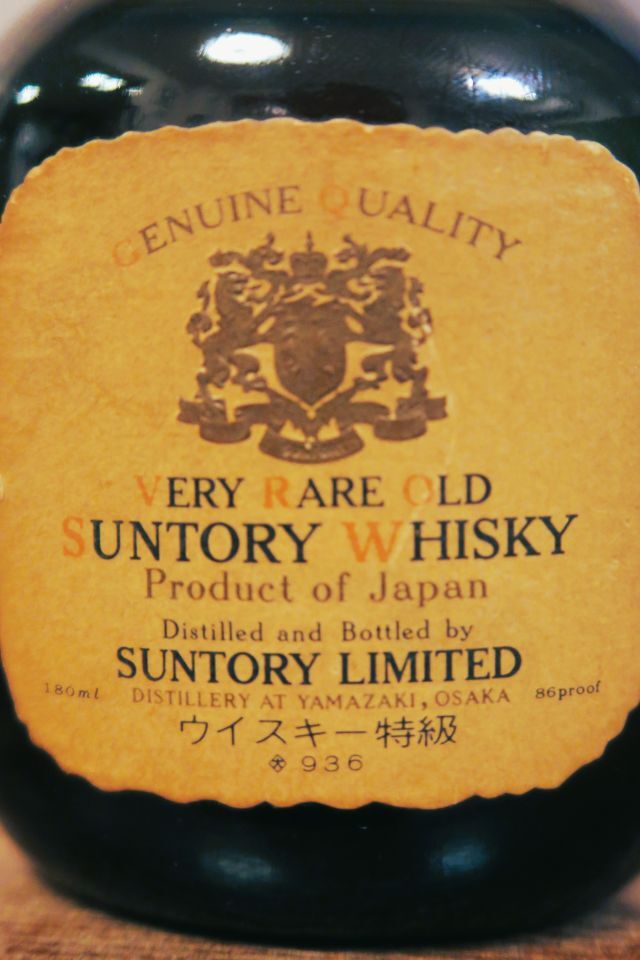 GENUINE QUALITY
VERY RARE OLD
SUNTORY WHISKY
Product of Japan
Distilled and Bottled by
SUNTORY LIMITED
180ml DISTILLERY AT YAMAZAKI, OSAKA 86proof
ウイスキー特級
936